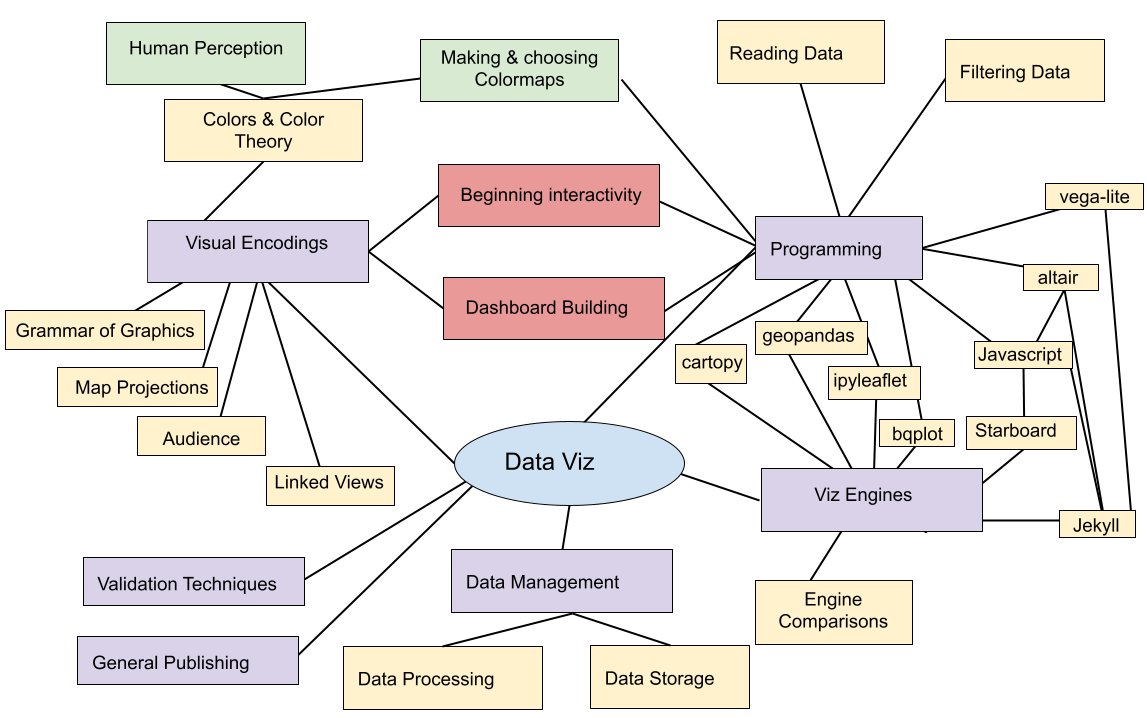 Human Perception
Making & choosing
Colormaps
Reading Data
Filtering Data
Colors & Color
Theory
Beginning interactivity
vega-lite
Visual Encodings
Programming
altair
Dashboard Building
Grammar of Graphics
geopandas
cartopy
Javascript
Map Projections
ipyleaflet
Audience
bqplot
Starboard
Data Viz
Linked Views
Viz Engines
Jekyll
Validation Techniques
Data Management
Engine
Comparisons
General Publishing
Data Processing
Data Storage